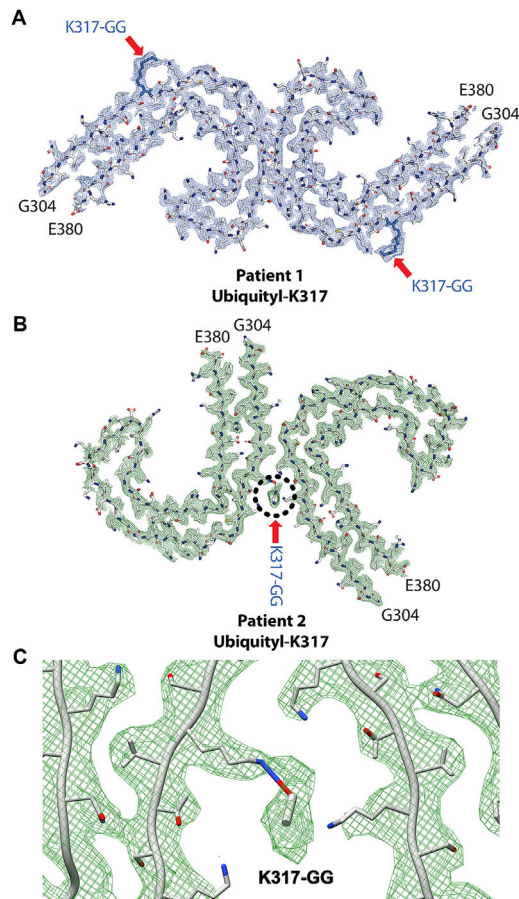 A
K317-GG
E380
G304
G304
E380
Patient 1
Ubiquityl-K317
K317-GG
B
E380
G304
K317-GG
E380
G304
Patient 2
Ubiquityl-K317
C
K317-GG